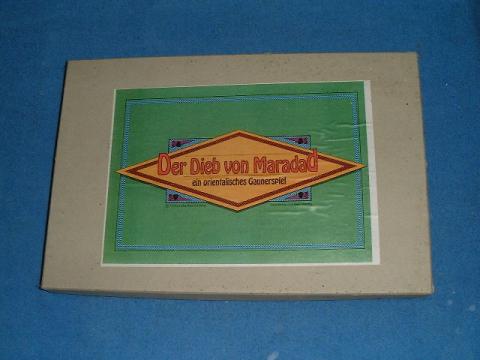 Der Dieb von Maradad
ein orientalisches Gaunerspiel